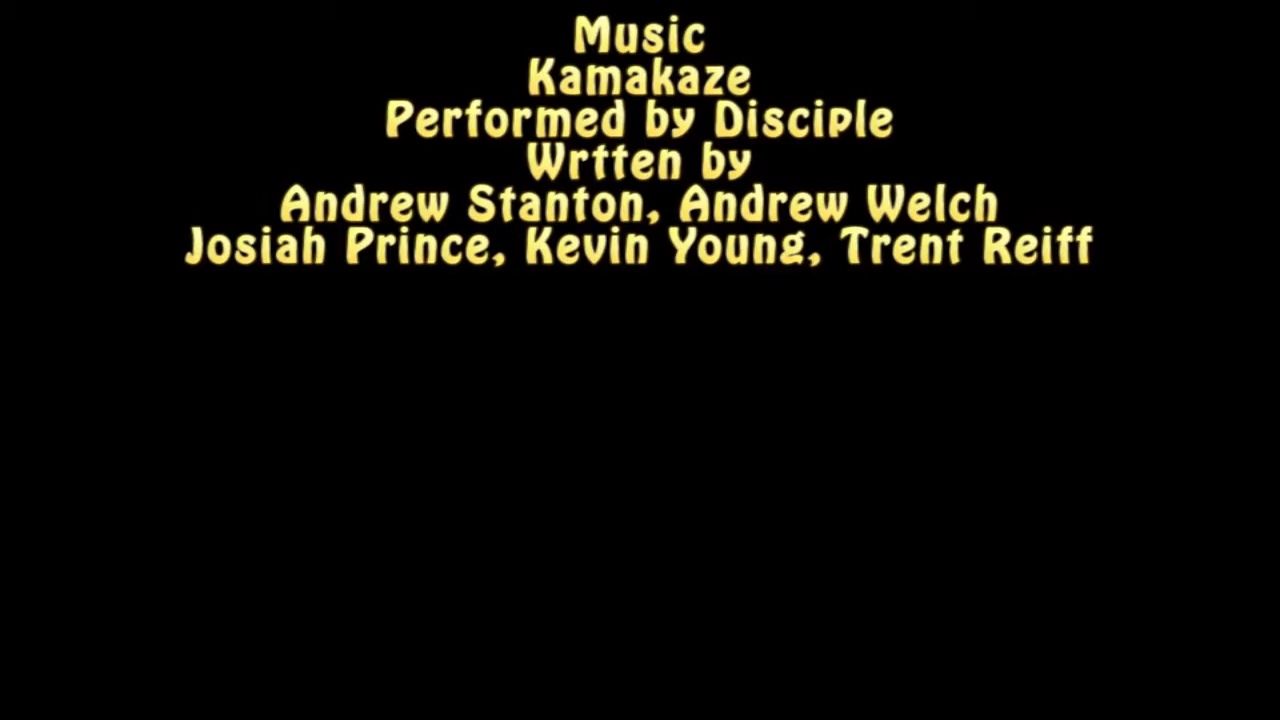 Music
Kamakaze
Performed by Disciple
Wrtten by
Andrew Stanton, Andrew Welch
Josiah Prince, Kevin Young, Trent Reiff